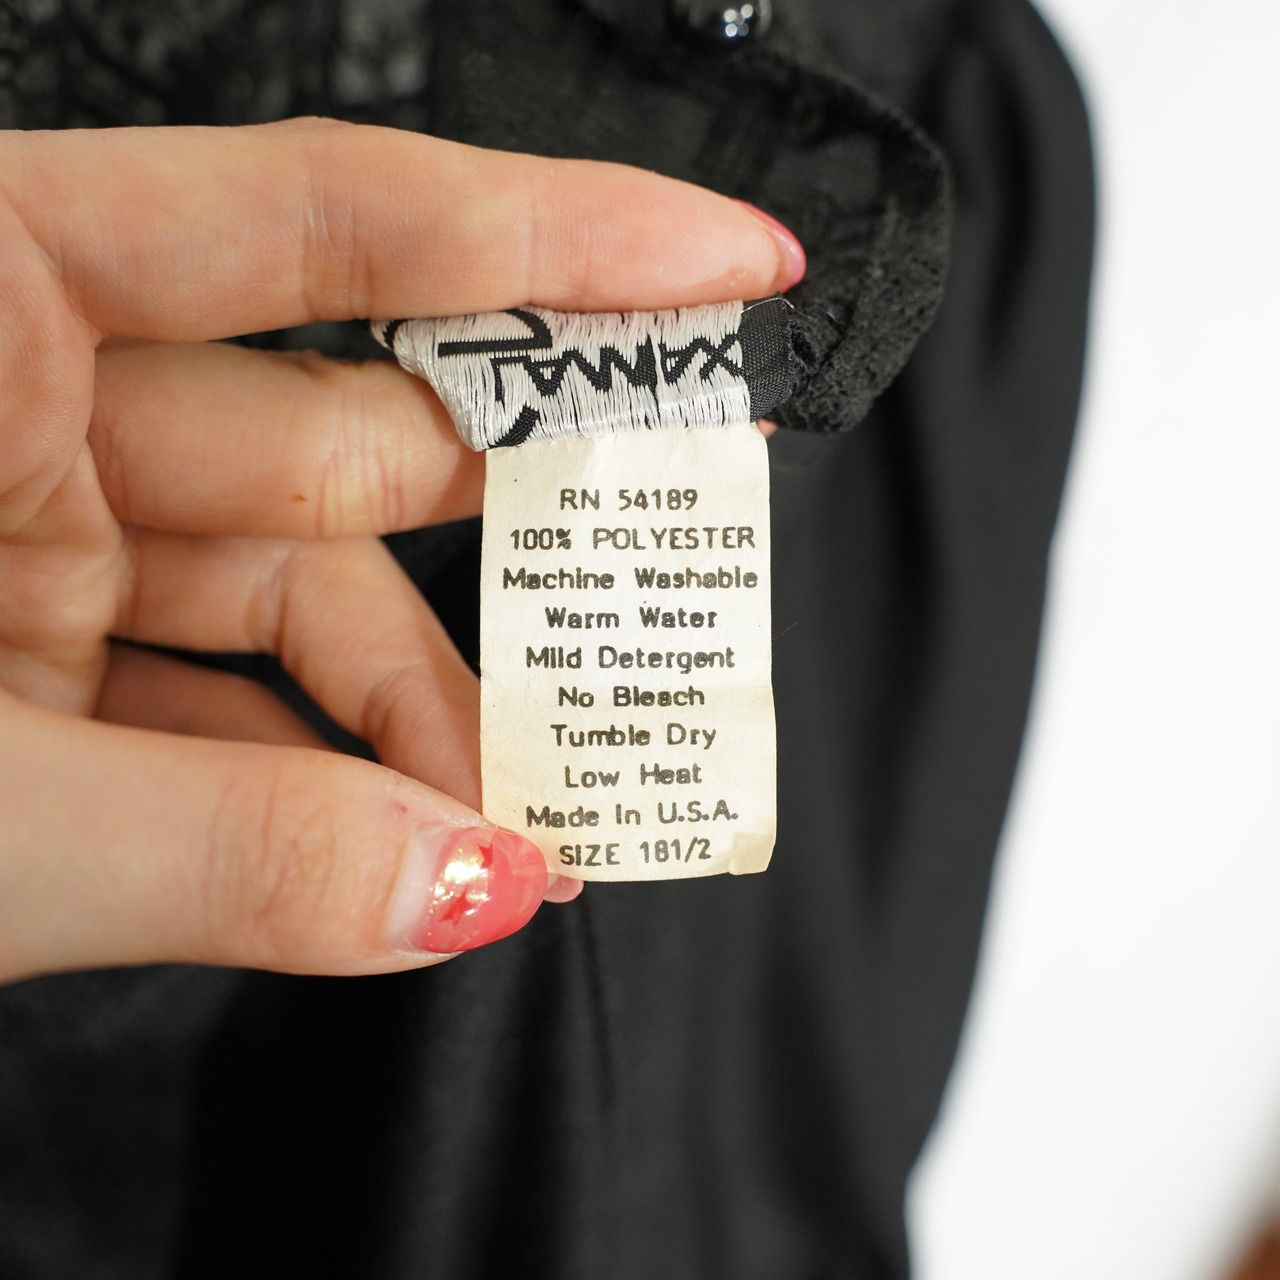 RN 54189
100% POLYESTER
Machine Washable
Warm Water
Mild Detergent
No Bleach
Tumble Dry
Low Heat
Made In U.S.A.
SIZE 181/2